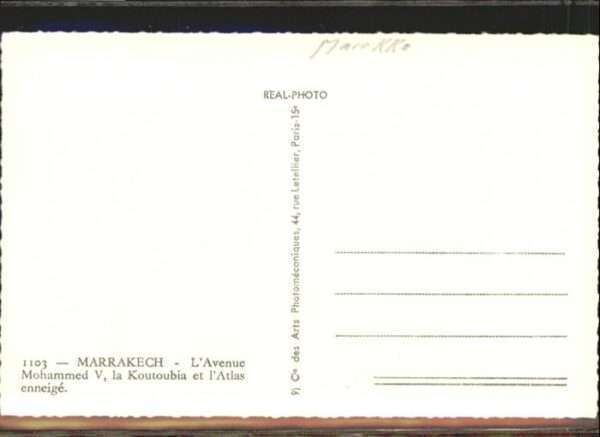 Marokko
REAL-PHOTO
9) Cie des Arts Photomécaniques, 44, rue Letellier, Paris-15e
1103 — MARRAKECH - L'Avenue
Mohammed V, la Koutoubia et l'Atlas
enneigé.